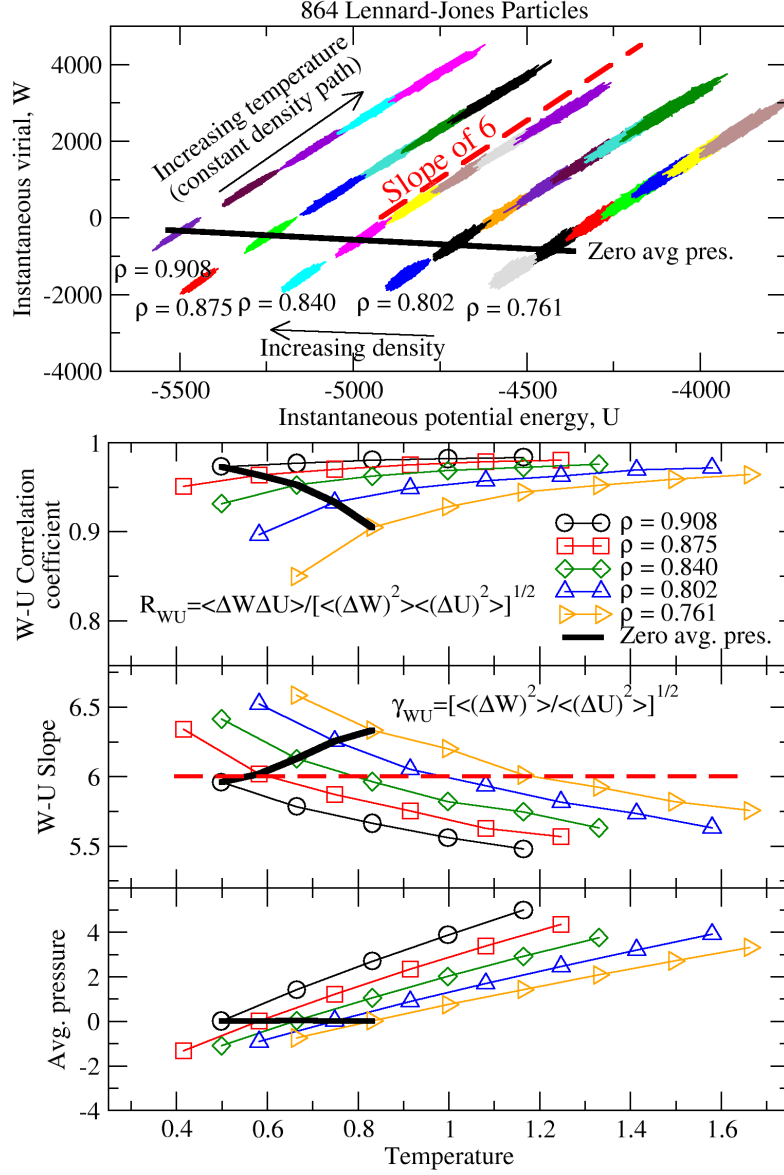 864 Lennard-Jones Particles
Instantaneous virial, W
4000
2000
0
-2000
-4000
Increasing temperature
(constant density path)
Slope of 6
Zero avg pres.
ρ = 0.908
ρ = 0.875
ρ = 0.840
ρ = 0.802
ρ = 0.761
Increasing density
-5500
-5000
-4500
-4000
Instantaneous potential energy, U
W-U Correlation
coefficient
1
0.9
0.8
R_WU=<ΔWΔU>/[<(ΔW)²><(ΔU)²>]^1/2
ρ = 0.908
ρ = 0.875
ρ = 0.840
ρ = 0.802
ρ = 0.761
Zero avg. pres.
W-U Slope
6.5
6
5.5
γ_WU=[<(ΔW)²>/<(ΔU)²>]^1/2
Avg. pressure
4
2
0
-2
-4
0.4
0.6
0.8
1
1.2
1.4
1.6
Temperature